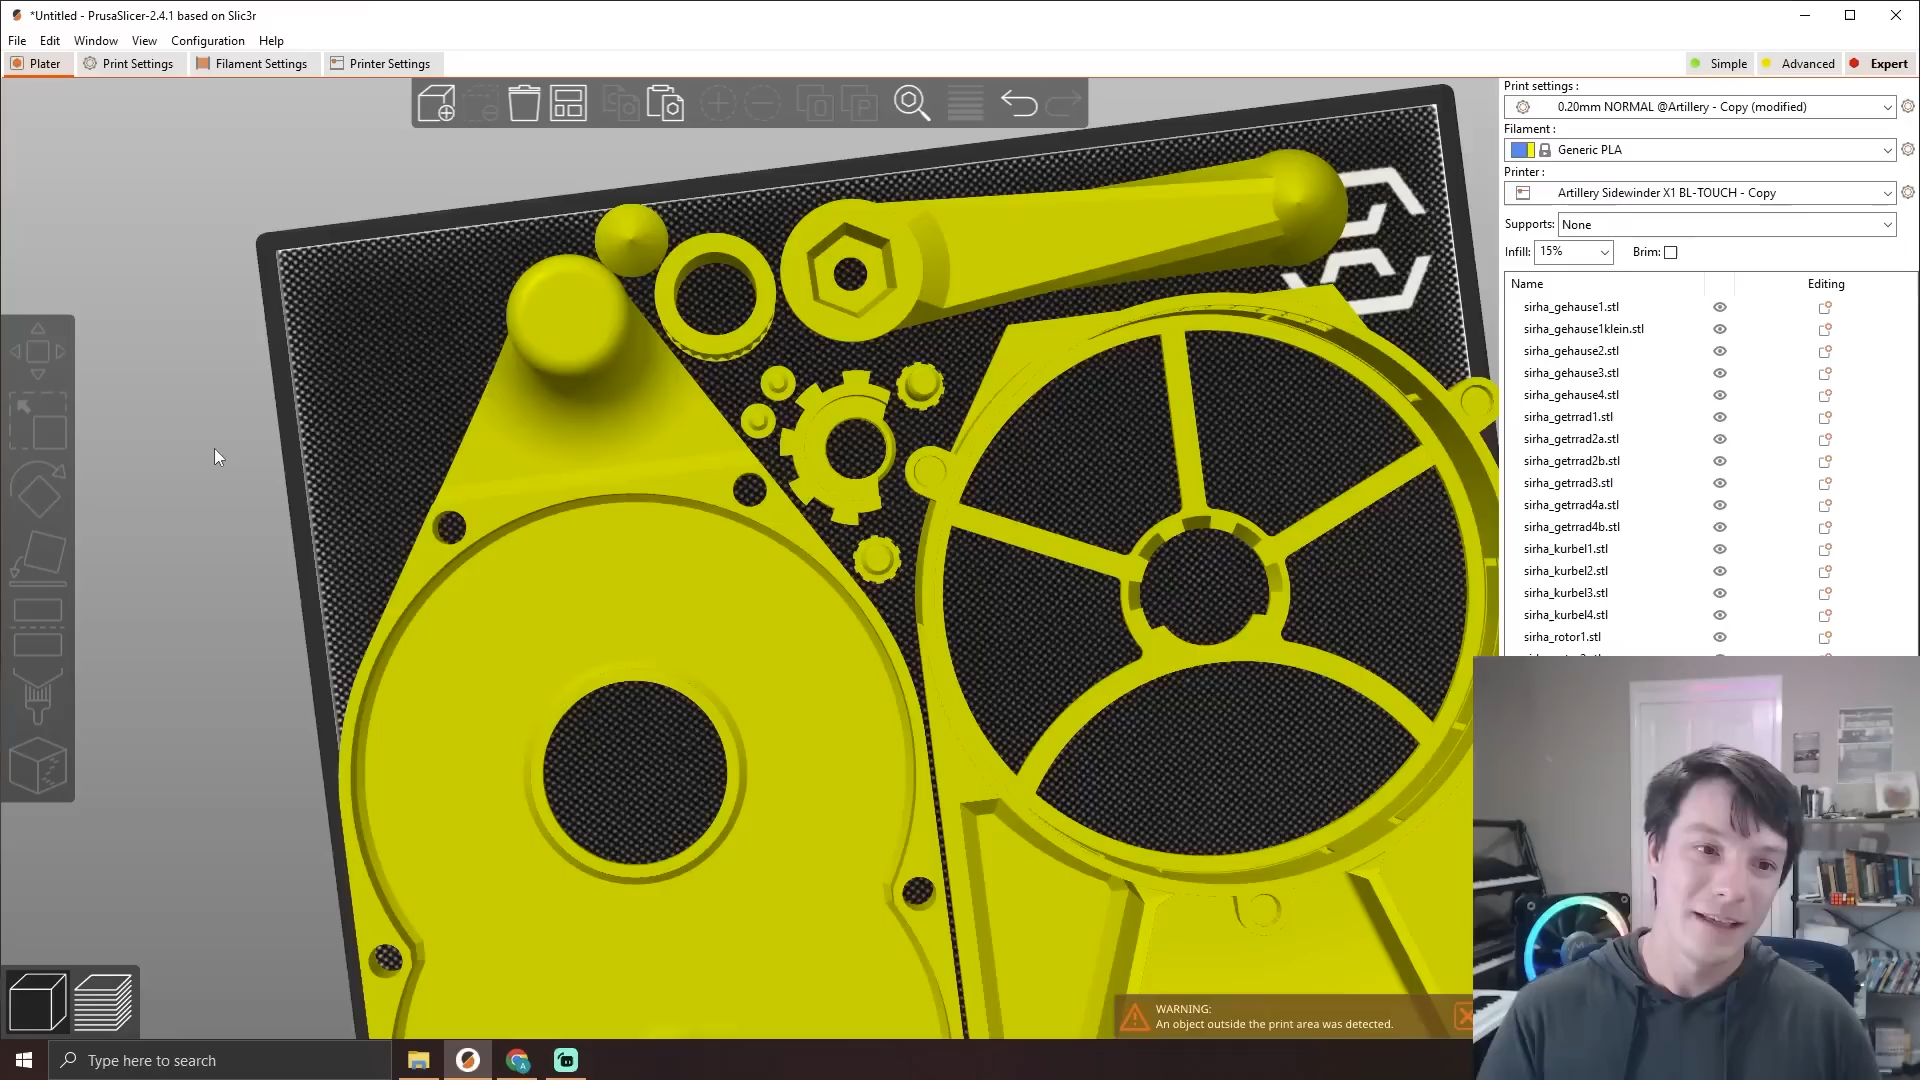 *Untitled - PrusaSlicer-2.4.1 based on Slic3r
File Edit Window View Configuration Help
Plater Print Settings Filament Settings Printer Settings Simple Advanced Expert
Print settings :
0.20mm NORMAL @Artillery - Copy (modified)
Filament :
Generic PLA
Printer :
Artillery Sidewinder X1 BL-TOUCH - Copy
Supports: None
Infill: 15% Brim:
Name Editing
sirha_gehause1.stl
sirha_gehause1klein.stl
sirha_gehause2.stl
sirha_gehause3.stl
sirha_gehause4.stl
sirha_getrrad1.stl
sirha_getrrad2a.stl
sirha_getrrad2b.stl
sirha_getrrad3.stl
sirha_getrrad4a.stl
sirha_getrrad4b.stl
sirha_kurbel1.stl
sirha_kurbel2.stl
sirha_kurbel3.stl
sirha_kurbel4.stl
sirha_rotor1.stl
WARNING:
An object outside the print area was detected.
Type here to search